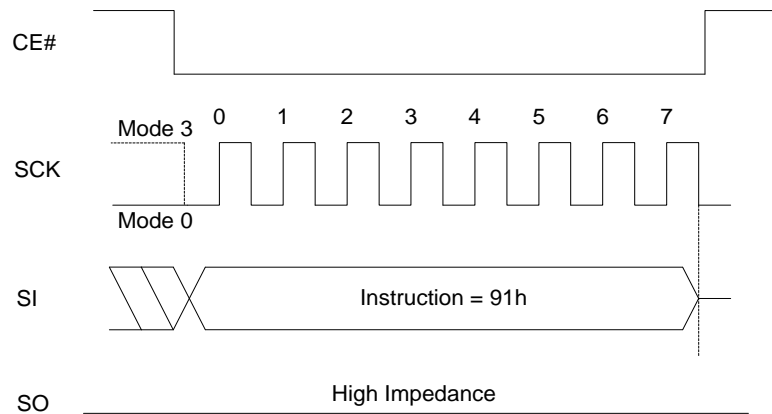 CE#
0 1 2 3 4 5 6 7
Mode 3
SCK
Mode 0
SI
Instruction = 91h
High Impedance
SO